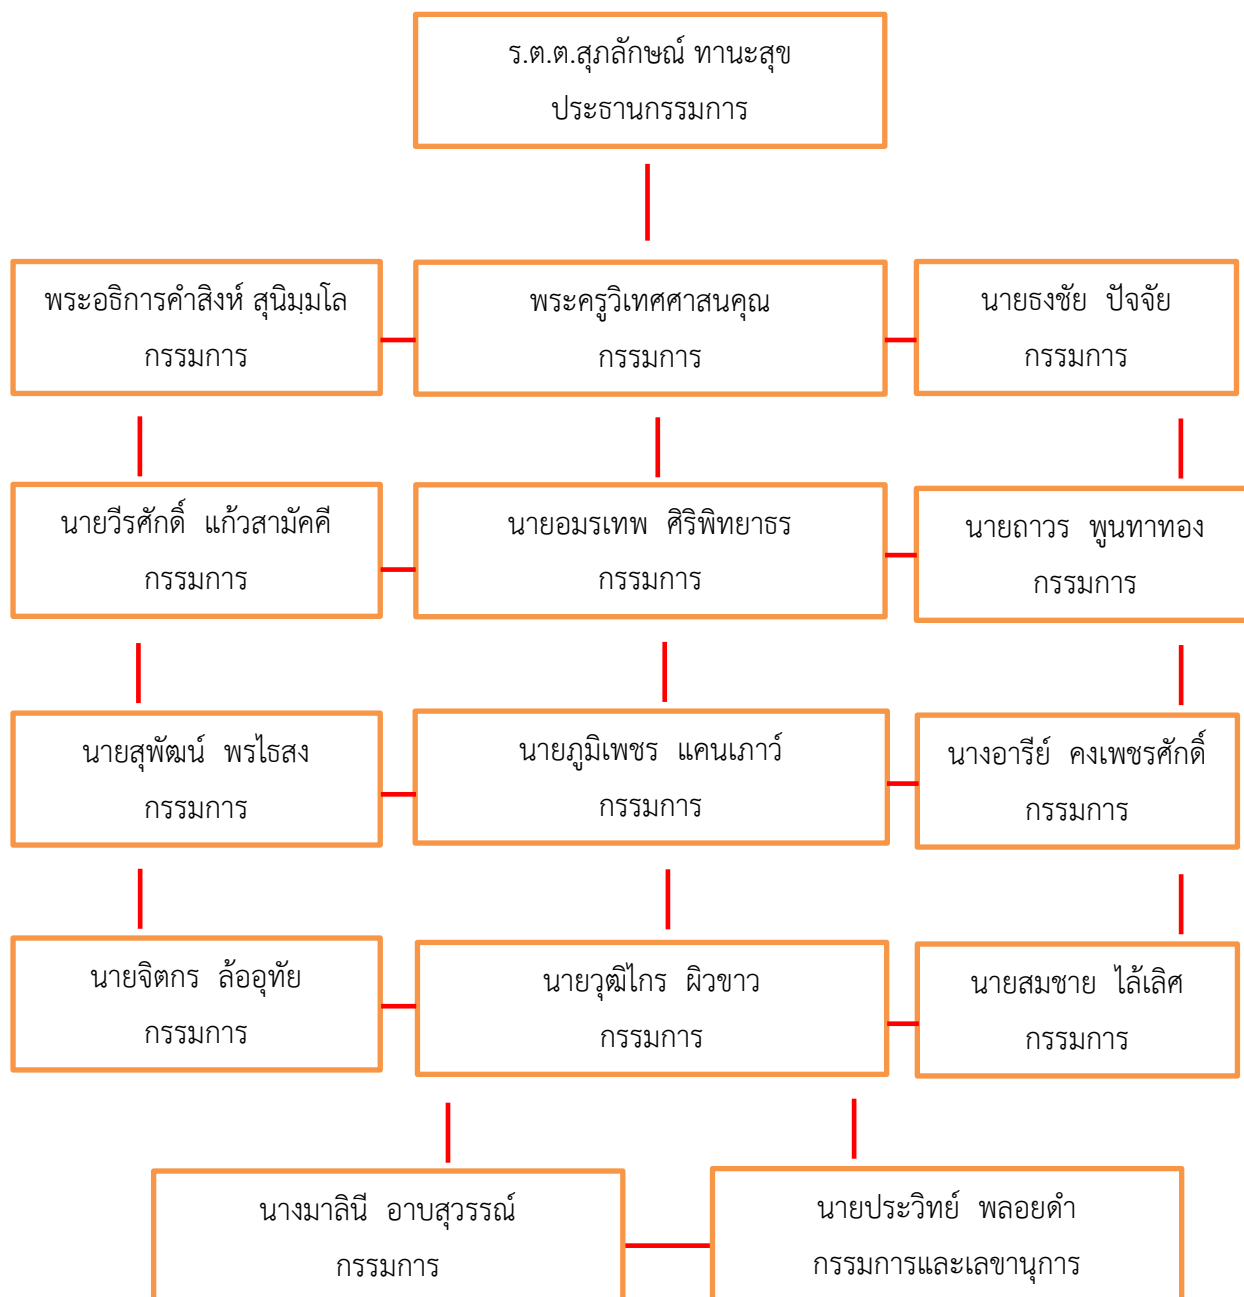 ร.ต.ต.สุภลักษณ์ ทานะสุข
ประธานกรรมการ
พระอธิการคำสิงห์ สุนิมฺมโล
กรรมการ
พระครูวิเทศศาสนคุณ
กรรมการ
นายธงชัย ปัจจัย
กรรมการ
นายวีรศักดิ์ แก้วสามัคคี
กรรมการ
นายอมรเทพ ศิริพิทยาธร
กรรมการ
นายถาวร พูนทาทอง
กรรมการ
นายสุพัฒน์ พรไธสง
กรรมการ
นายภูมิเพชร แคนเภาว์
กรรมการ
นางอารีย์ คงเพชรศักดิ์
กรรมการ
นายจิตกร ล้ออุทัย
กรรมการ
นายวุฒิไกร ผิวขาว
กรรมการ
นายสมชาย ไล้เลิศ
กรรมการ
นางมาลินี อาบสุวรรณ์
กรรมการ
นายประวิทย์ พลอยดำ
กรรมการและเลขานุการ